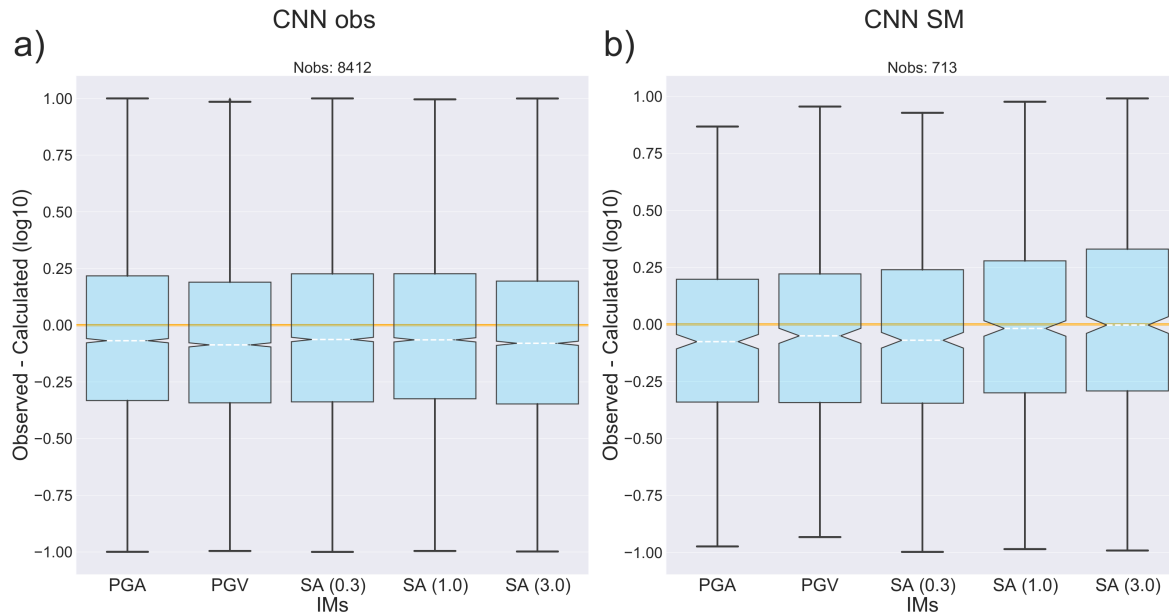 CNN obs
a)
Nobs: 8412
1.00
0.75
0.50
0.25
0.00
−0.25
−0.50
−0.75
−1.00
Observed - Calculated (log10)
PGA PGV SA (0.3) SA (1.0) SA (3.0)
IMs
CNN SM
b)
Nobs: 713
1.00
0.75
0.50
0.25
0.00
−0.25
−0.50
−0.75
−1.00
Observed - Calculated (log10)
PGA PGV SA (0.3) SA (1.0) SA (3.0)
IMs